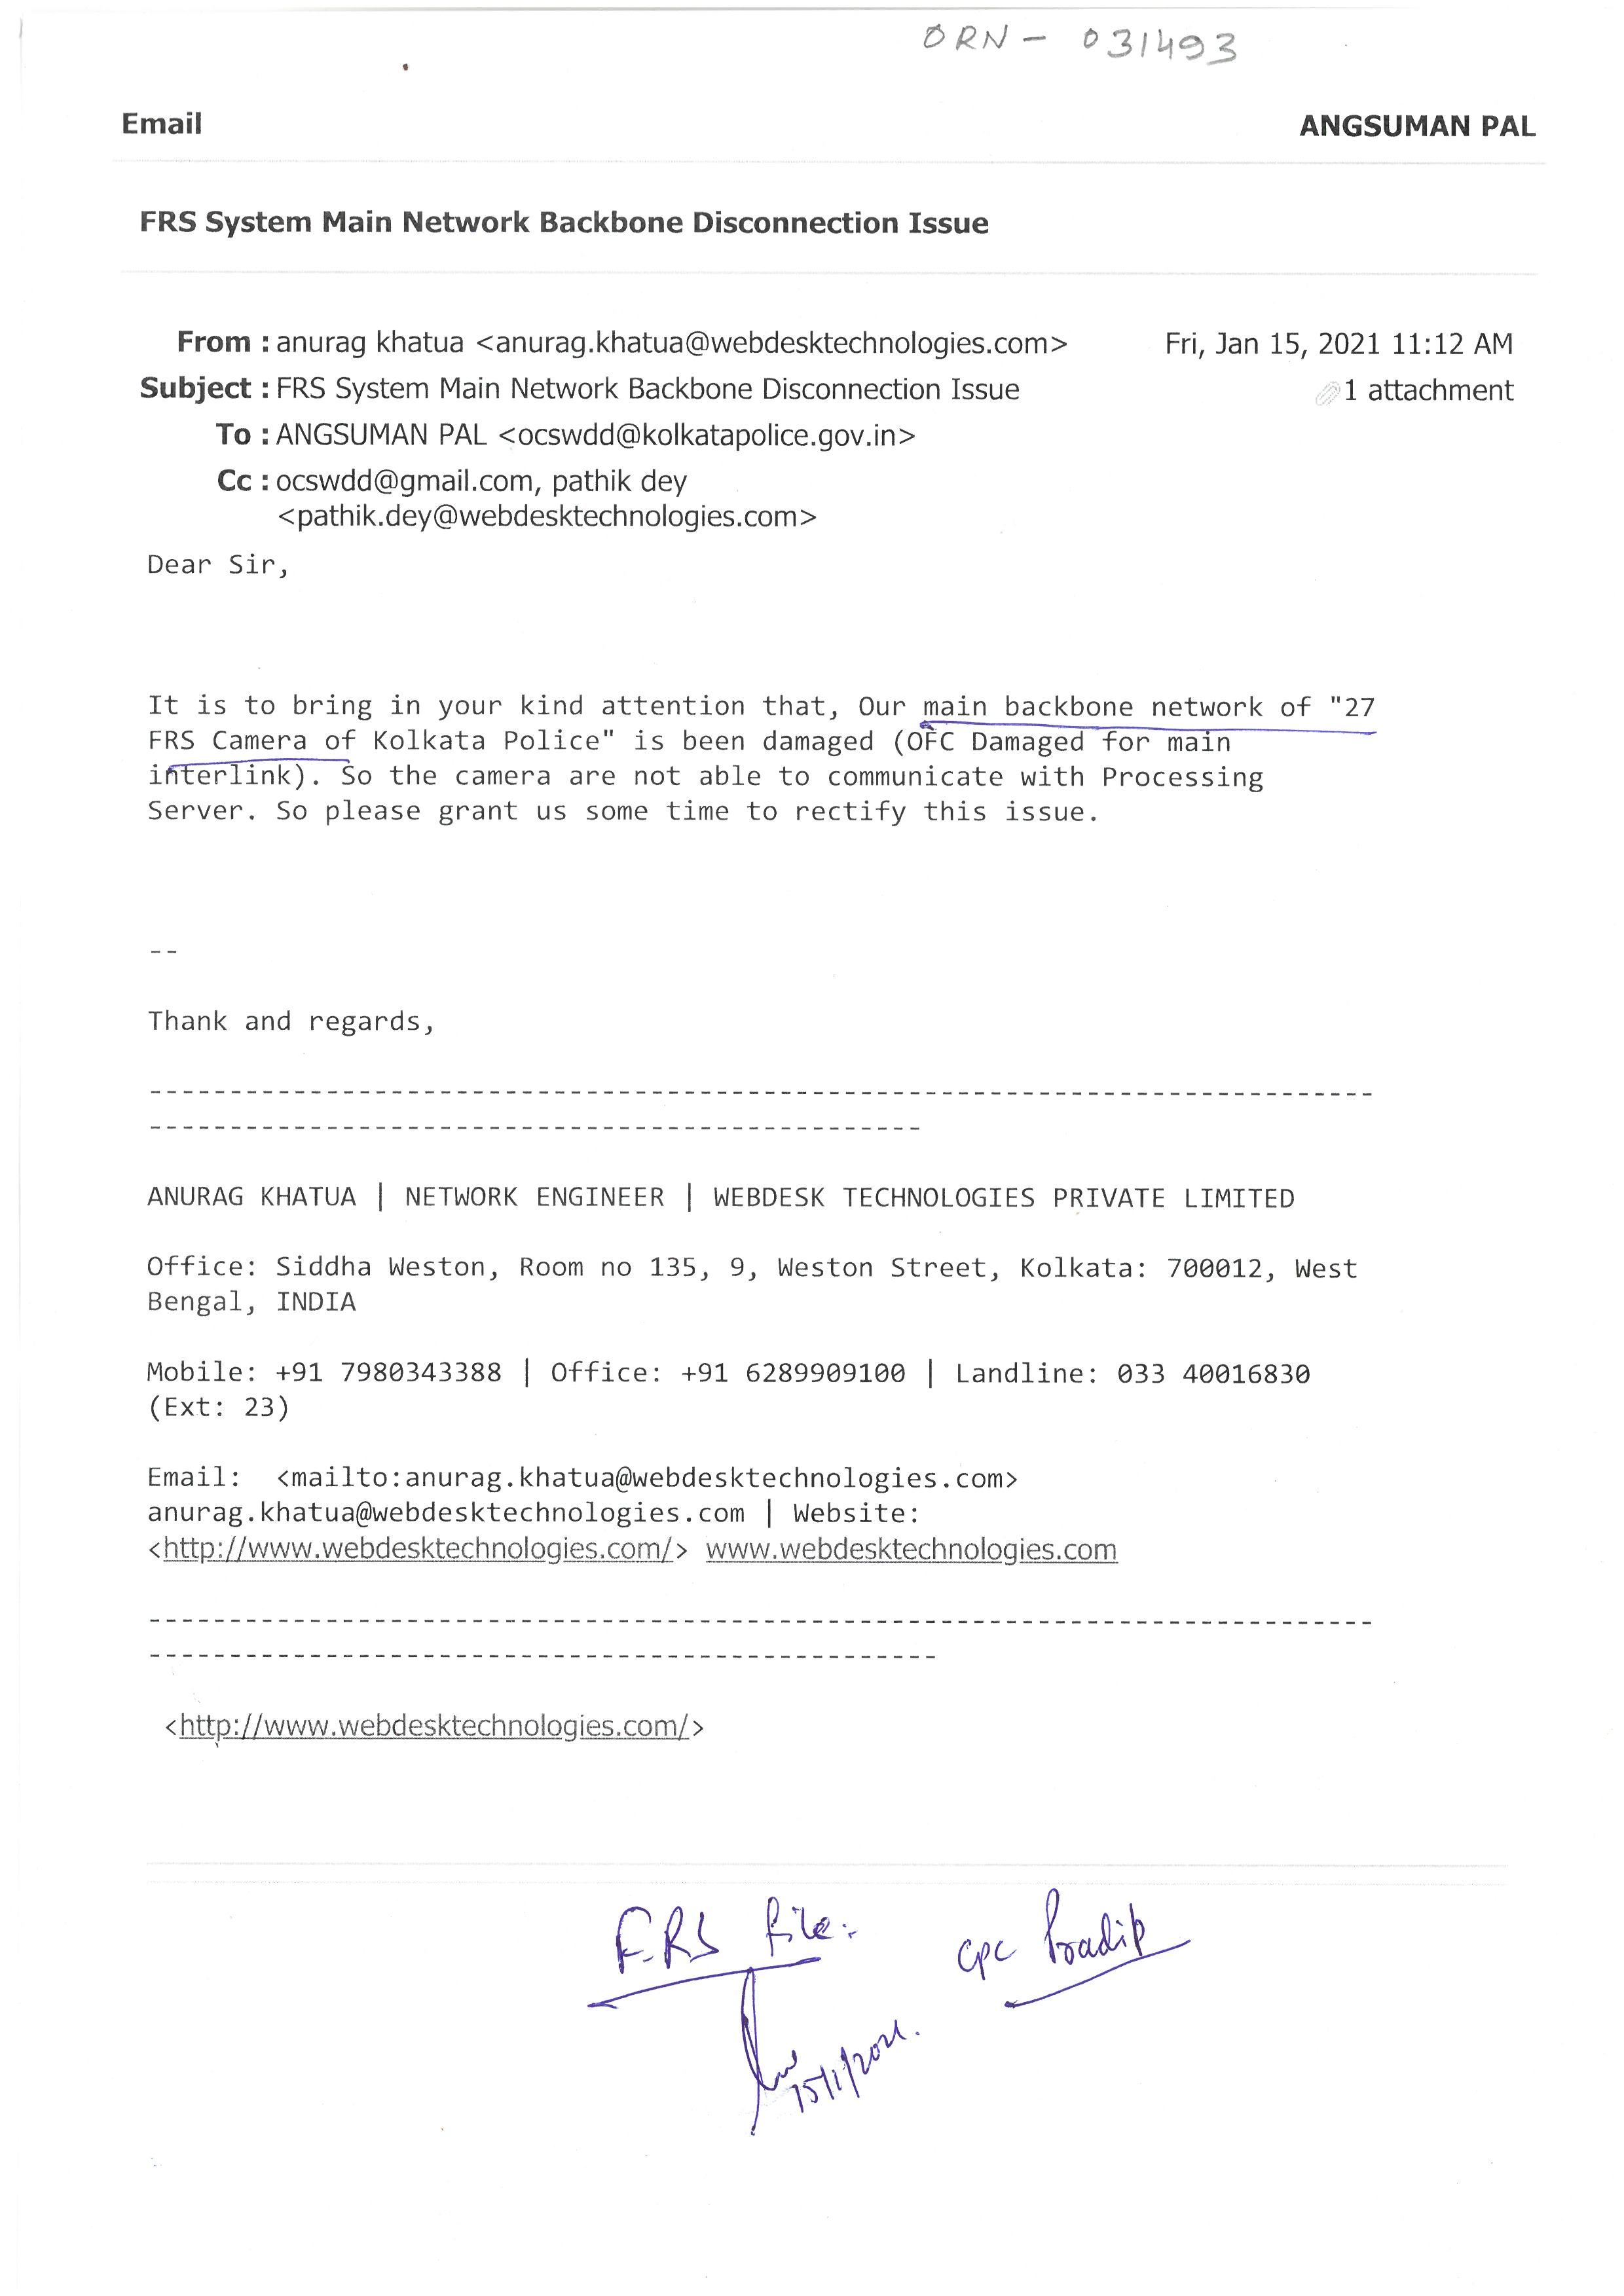 ORN - 031493
Email
ANGSUMAN PAL
FRS System Main Network Backbone Disconnection Issue
From : anurag khatua <anurag.khatua@webdesktechnologies.com>
Fri, Jan 15, 2021 11:12 AM
Subject : FRS System Main Network Backbone Disconnection Issue
1 attachment
To : ANGSUMAN PAL <ocswdd@kolkatapolice.gov.in>
Cc : ocswdd@gmail.com, pathik dey
<pathik.dey@webdesktechnologies.com>
Dear Sir,
It is to bring in your kind attention that, Our main backbone network of "27
FRS Camera of Kolkata Police" is been damaged (OFC Damaged for main
interlink). So the camera are not able to communicate with Processing
Server. So please grant us some time to rectify this issue.
--
Thank and regards,
----------------------------------------------------------------------------
------------------------------------------------
ANURAG KHATUA | NETWORK ENGINEER | WEBDESK TECHNOLOGIES PRIVATE LIMITED
Office: Siddha Weston, Room no 135, 9, Weston Street, Kolkata: 700012, West
Bengal, INDIA
Mobile: +91 7980343388 | Office: +91 6289909100 | Landline: 033 40016830
(Ext: 23)
Email:  <mailto:anurag.khatua@webdesktechnologies.com>
anurag.khatua@webdesktechnologies.com | Website:
<http://www.webdesktechnologies.com/> www.webdesktechnologies.com
----------------------------------------------------------------------------
-------------------------------------------------
<http://www.webdesktechnologies.com/>
F.RS file.
CPC Pradip
15/1/2021.